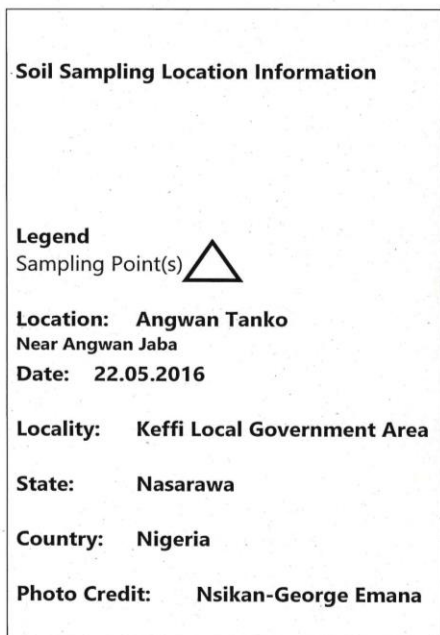 Soil Sampling Location Information
Legend
Sampling Point(s)
Location: Angwan Tanko
Near Angwan Jaba
Date: 22.05.2016
Locality: Keffi Local Government Area
State: Nasarawa
Country: Nigeria
Photo Credit: Nsikan-George Emana